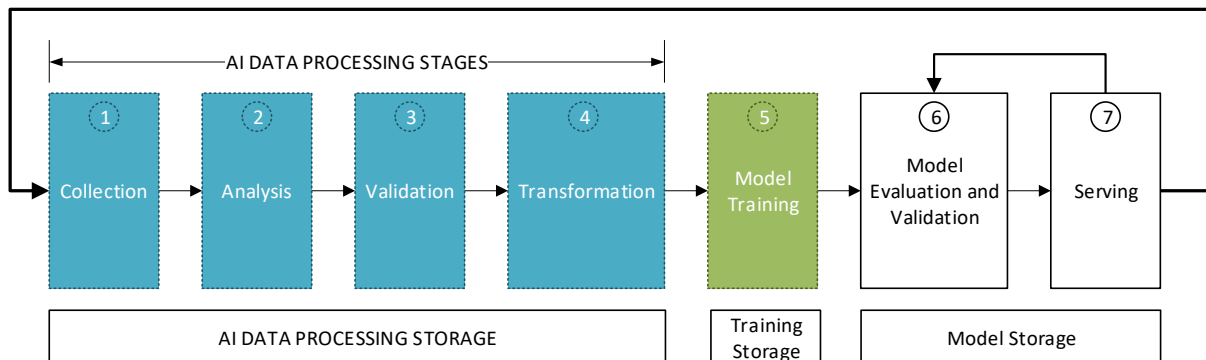 AI DATA PROCESSING STAGES
1
2
3
4
5
6
7
Collection
Analysis
Validation
Transformation
Model
Training
Model
Evaluation and
Validation
Serving
AI DATA PROCESSING STORAGE
Training
Storage
Model Storage